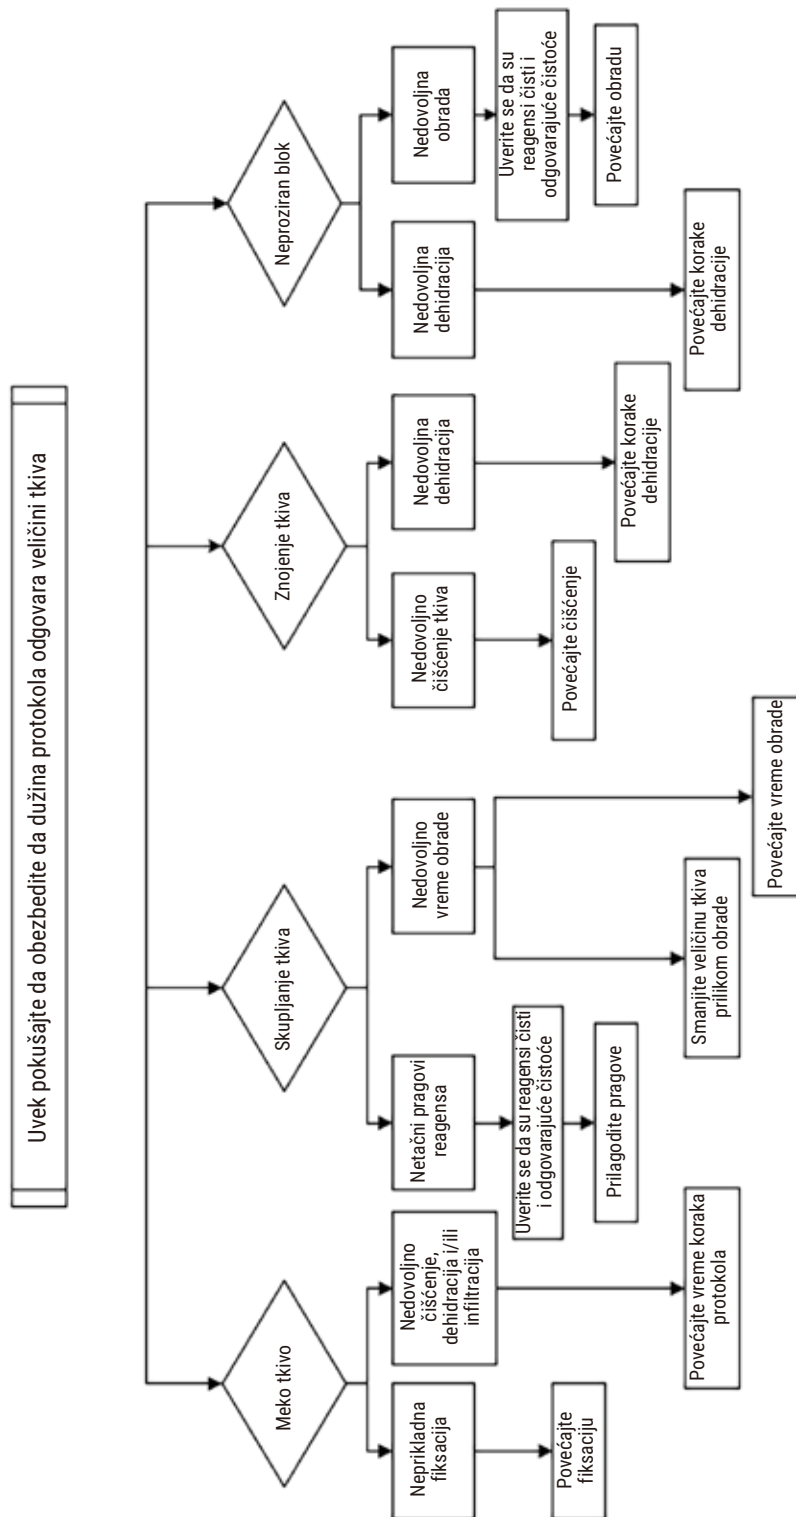 Uvek pokušajte da obezbedite da dužina protokola odgovara veličini tkiva
Meko tkivo
Neprikladna
fiksacija
Povećajte
fiksaciju
Nedovoljno
čišćenje,
dehidracija i/ili
infiltracija
Povećajte vreme koraka
protokola
Skupljanje tkiva
Netačni pragovi
reagensa
Uverite se da su reagensi čisti
i odgovarajuće čistoće
Prilagodite pragove
Nedovoljno
vreme obrade
Smanjite veličinu tkiva
prilikom obrade
Povećajte vreme obrade
Znojenje tkiva
Nedovoljno
čišćenje tkiva
Povećajte čišćenje
Nedovoljna
dehidracija
Povećajte korake
dehidracije
Neproziran blok
Nedovoljna
dehidracija
Povećajte korake
dehidracije
Nedovoljna
obrada
Uverite se da su
reagensi čisti i
odgovarajuće čistoće
Povećajte obradu